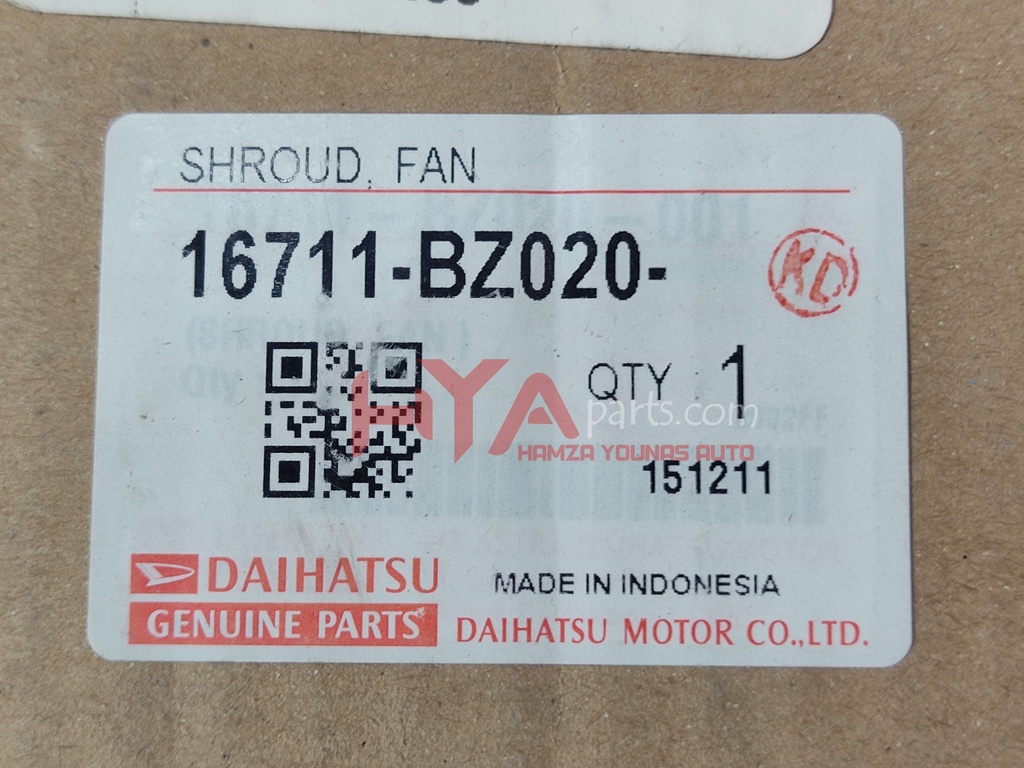 SHROUD, FAN
16711-BZ020-
KD
QTY 1
HYA
parts.com
HAMZA YOUNAS AUTO
151211
DAIHATSU
MADE IN INDONESIA
GENUINE PARTS
DAIHATSU MOTOR CO.,LTD.